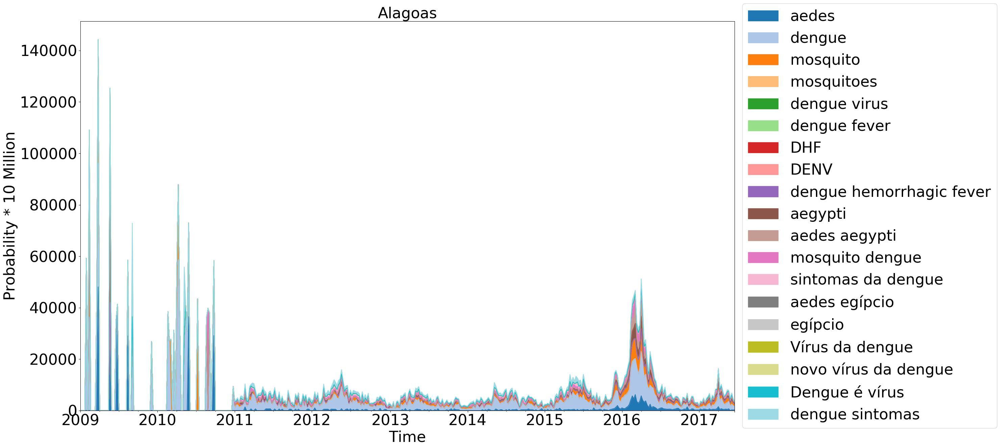 Alagoas
Probability * 10 Million
140000
120000
100000
80000
60000
40000
20000
0
2009 2010 2011 2012 2013 2014 2015 2016 2017
Time
aedes
dengue
mosquito
mosquitoes
dengue virus
dengue fever
DHF
DENV
dengue hemorrhagic fever
aegypti
aedes aegypti
mosquito dengue
sintomas da dengue
aedes egípcio
egípcio
Vírus da dengue
novo vírus da dengue
Dengue é vírus
dengue sintomas